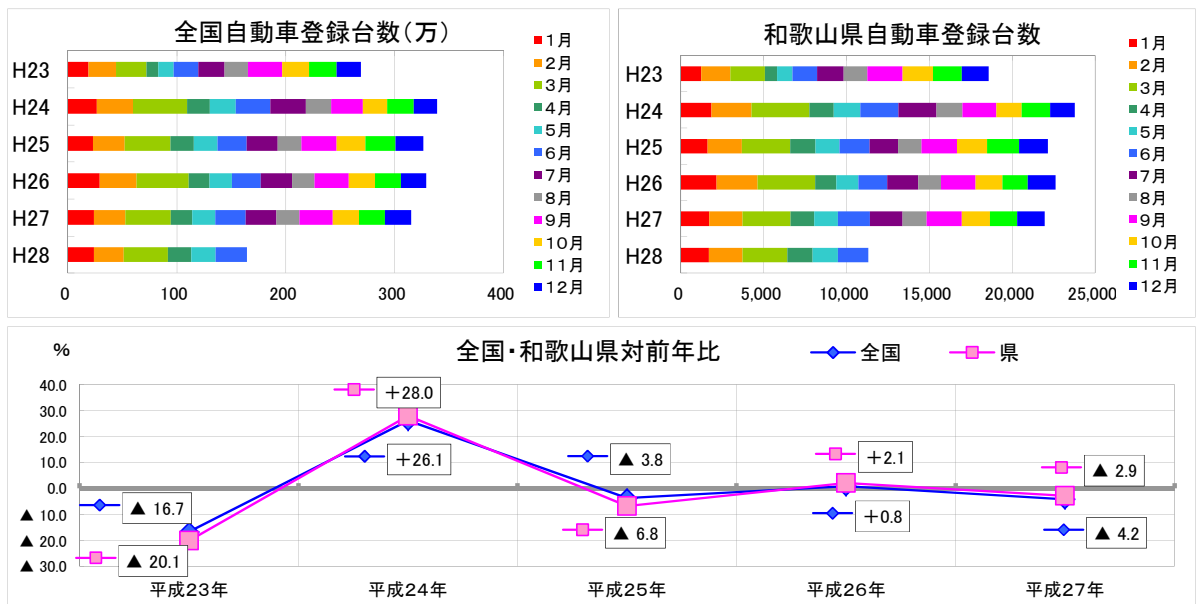 全国自動車登録台数(万)
H23
H24
H25
H26
H27
H28
0 100 200 300 400
1月
2月
3月
4月
5月
6月
7月
8月
9月
10月
11月
12月
和歌山県自動車登録台数
H23
H24
H25
H26
H27
H28
0 5,000 10,000 15,000 20,000 25,000
1月
2月
3月
4月
5月
6月
7月
8月
9月
10月
11月
12月
全国・和歌山県対前年比
全国 県
%
40.0
30.0
20.0
10.0
0.0
▲ 10.0
▲ 20.0
▲ 30.0
▲ 16.7
▲ 20.1
+28.0
+26.1
▲ 3.8
▲ 6.8
+2.1
+0.8
▲ 2.9
▲ 4.2
平成23年 平成24年 平成25年 平成26年 平成27年